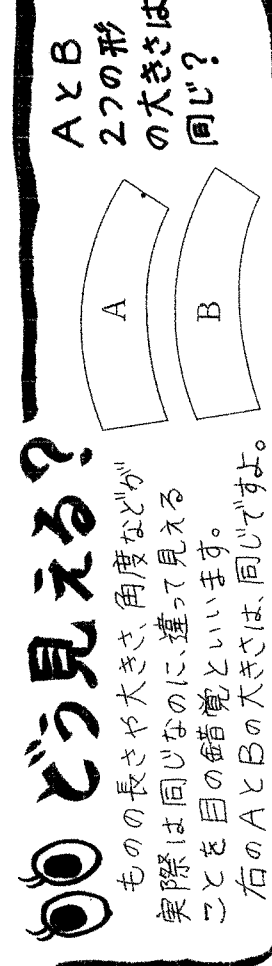 どう見える？
ものの長さや大きさ、角度などが
実際は同じなのに、違って見える
ことを目の錯覚といいます。
右のAとBの大きさは、同じですよ。
AとB
2つの形
の大きさは
同じ？
A
B